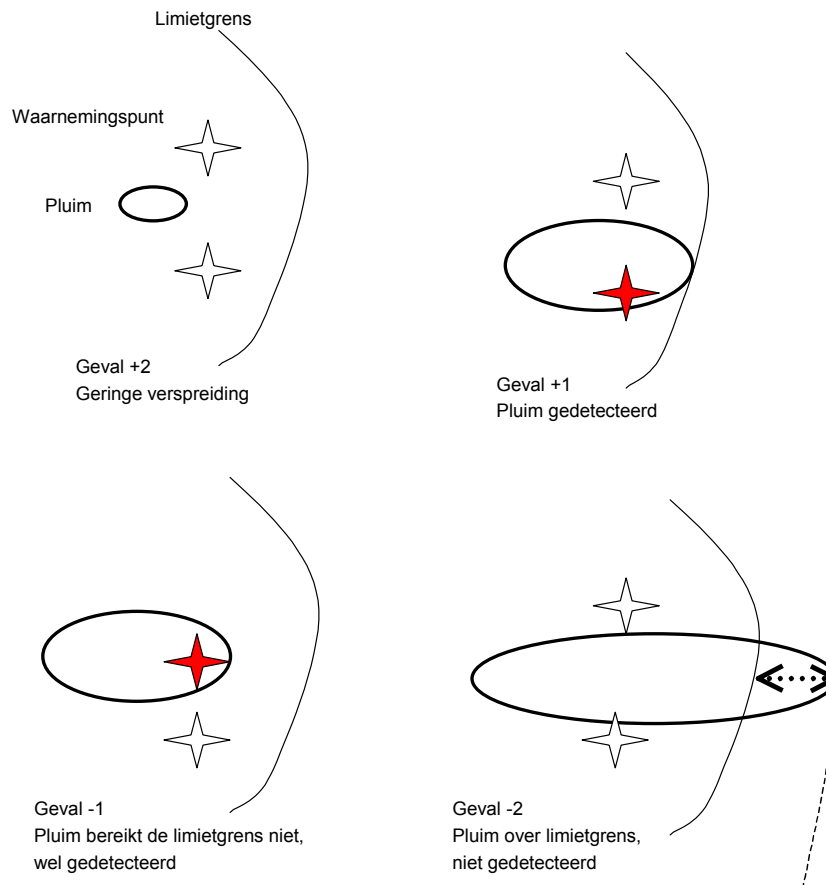 Limietgrens
Waarnemingspunt
Pluim
Geval +2
Geringe verspreiding
Geval +1
Pluim gedetecteerd
Geval -1
Pluim bereikt de limietgrens niet,
wel gedetecteerd
Geval -2
Pluim over limietgrens,
niet gedetecteerd